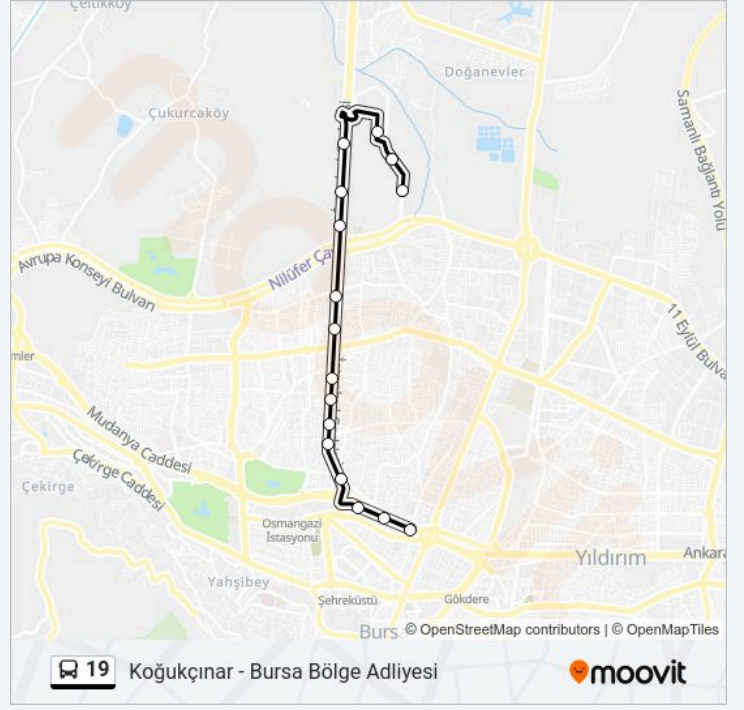 Çeltikköy
Doğanevler
Çukurcaköy
Samanlı Bağlantı Yolu
Avrupa Konseyi Bulvarı
Nilüfer Çay
11 Eylül Bulva
mler
Mudanya Caddesi
Çekirge Caddesi
Çekirge
Osmangazi
İstasyonu
Yıldırım
Ankara
Yahşibey
Şehreküstü
Gökdere
Burs
© OpenStreetMap contributors | © OpenMapTiles
19
Koğukçınar - Bursa Bölge Adliyesi
moovit